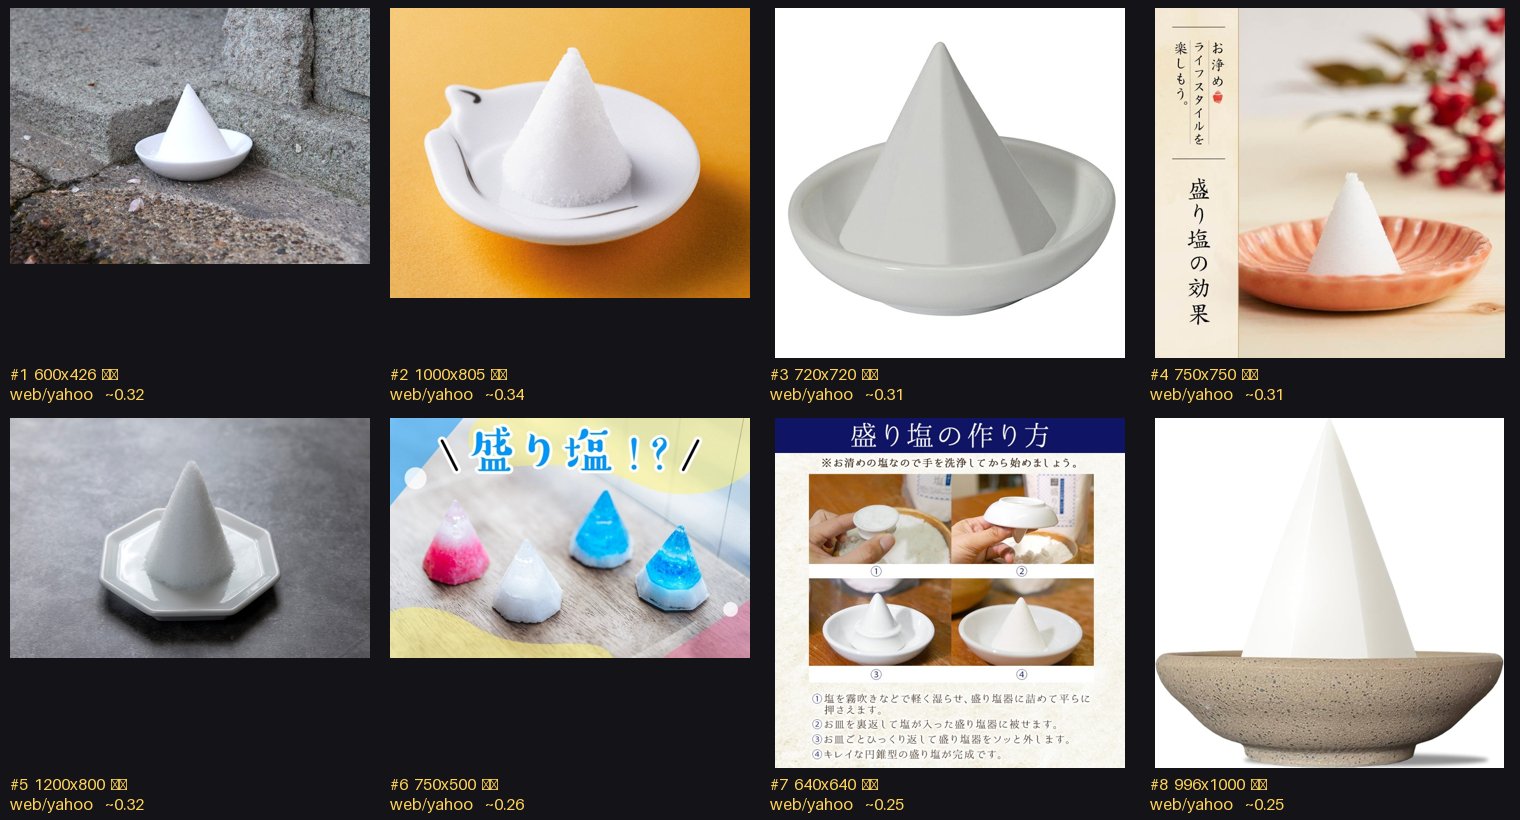 お浄め
ライフスタイルを
楽しもう。
盛り塩の効果
#1 600x426
web/yahoo ~0.32
#2 1000x805
web/yahoo ~0.34
#3 720x720
web/yahoo ~0.31
#4 750x750
web/yahoo ~0.31
盛り塩!?
盛り塩の作り方
※お清めの塩なので手を洗浄してから始めましょう。
①
②
③
④
①塩を霧吹きなどで軽く湿らせ、盛り塩器に詰めて平らに
押さえます。
②お皿を裏返して塩が入った盛り塩器に被せます。
③お皿ごとひっくり返して盛り塩器をソッと外します。
④キレイな円錐型の盛り塩が完成です。
#5 1200x800
web/yahoo ~0.32
#6 750x500
web/yahoo ~0.26
#7 640x640
web/yahoo ~0.25
#8 996x1000
web/yahoo ~0.25